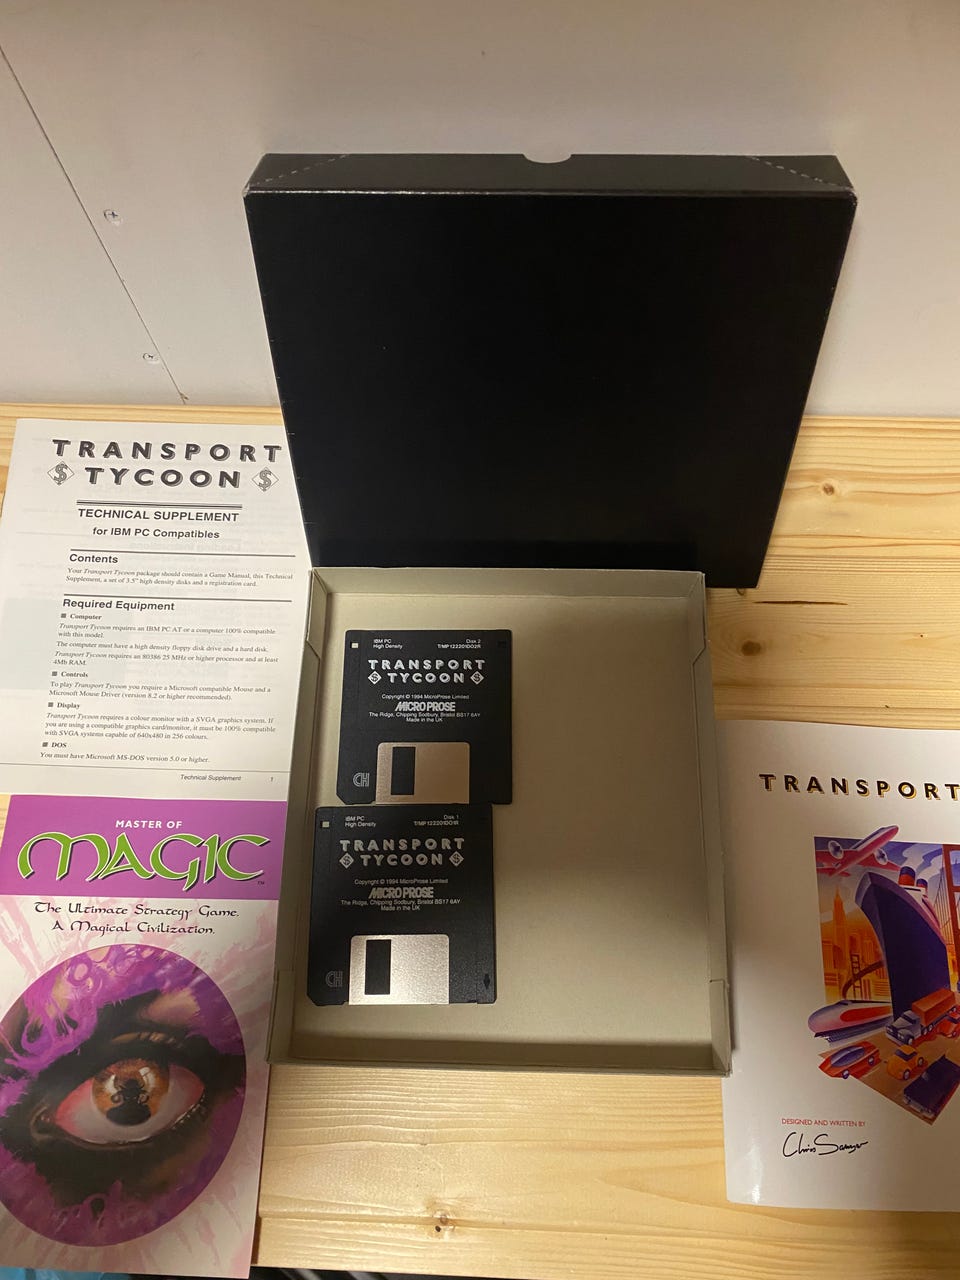 TRANSPORT
$ TYCOON $
TECHNICAL SUPPLEMENT
for IBM PC Compatibles
Contents
Your Transport Tycoon package should contain a Game Manual, this Technical
Supplement, a set of 3.5" high density disks and a registration card.
Required Equipment
■ Computer
Transport Tycoon requires an IBM PC AT or a computer 100% compatible
with this model.
The computer must have a high density floppy disk drive and a hard disk.
Transport Tycoon requires an 80386 25 MHz or higher processor and at least
4Mb RAM.
■ Controls
To play Transport Tycoon you require a Microsoft compatible Mouse and a
Microsoft Mouse Driver (version 8.2 or higher recommended).
■ Display
Transport Tycoon requires a colour monitor with a SVGA graphics system. If
you are using a compatible graphics card/monitor, it must be 100% compatible
with SVGA systems capable of 640x480 in 256 colours.
■ DOS
You must have Microsoft MS-DOS version 5.0 or higher.
Technical Supplement 1
MASTER OF
MAGIC™
The Ultimate Strategy Game.
A Magical Civilization.
IBM PC Disk 2
High Density T/MP122201DO2R
TRANSPORT
$ TYCOON $
Copyright © 1994 MicroProse Limited
MICROPROSE
The Ridge, Chipping Sodbury, Bristol BS17 6AY
Made in the UK
CH
IBM PC Disk 1
High Density T/MP122201DO1R
TRANSPORT
$ TYCOON $
Copyright © 1994 MicroProse Limited
MICROPROSE
The Ridge, Chipping Sodbury, Bristol BS17 6AY
Made in the UK
CH
TRANSPORT
DESIGNED AND WRITTEN BY
Chris Sawyer